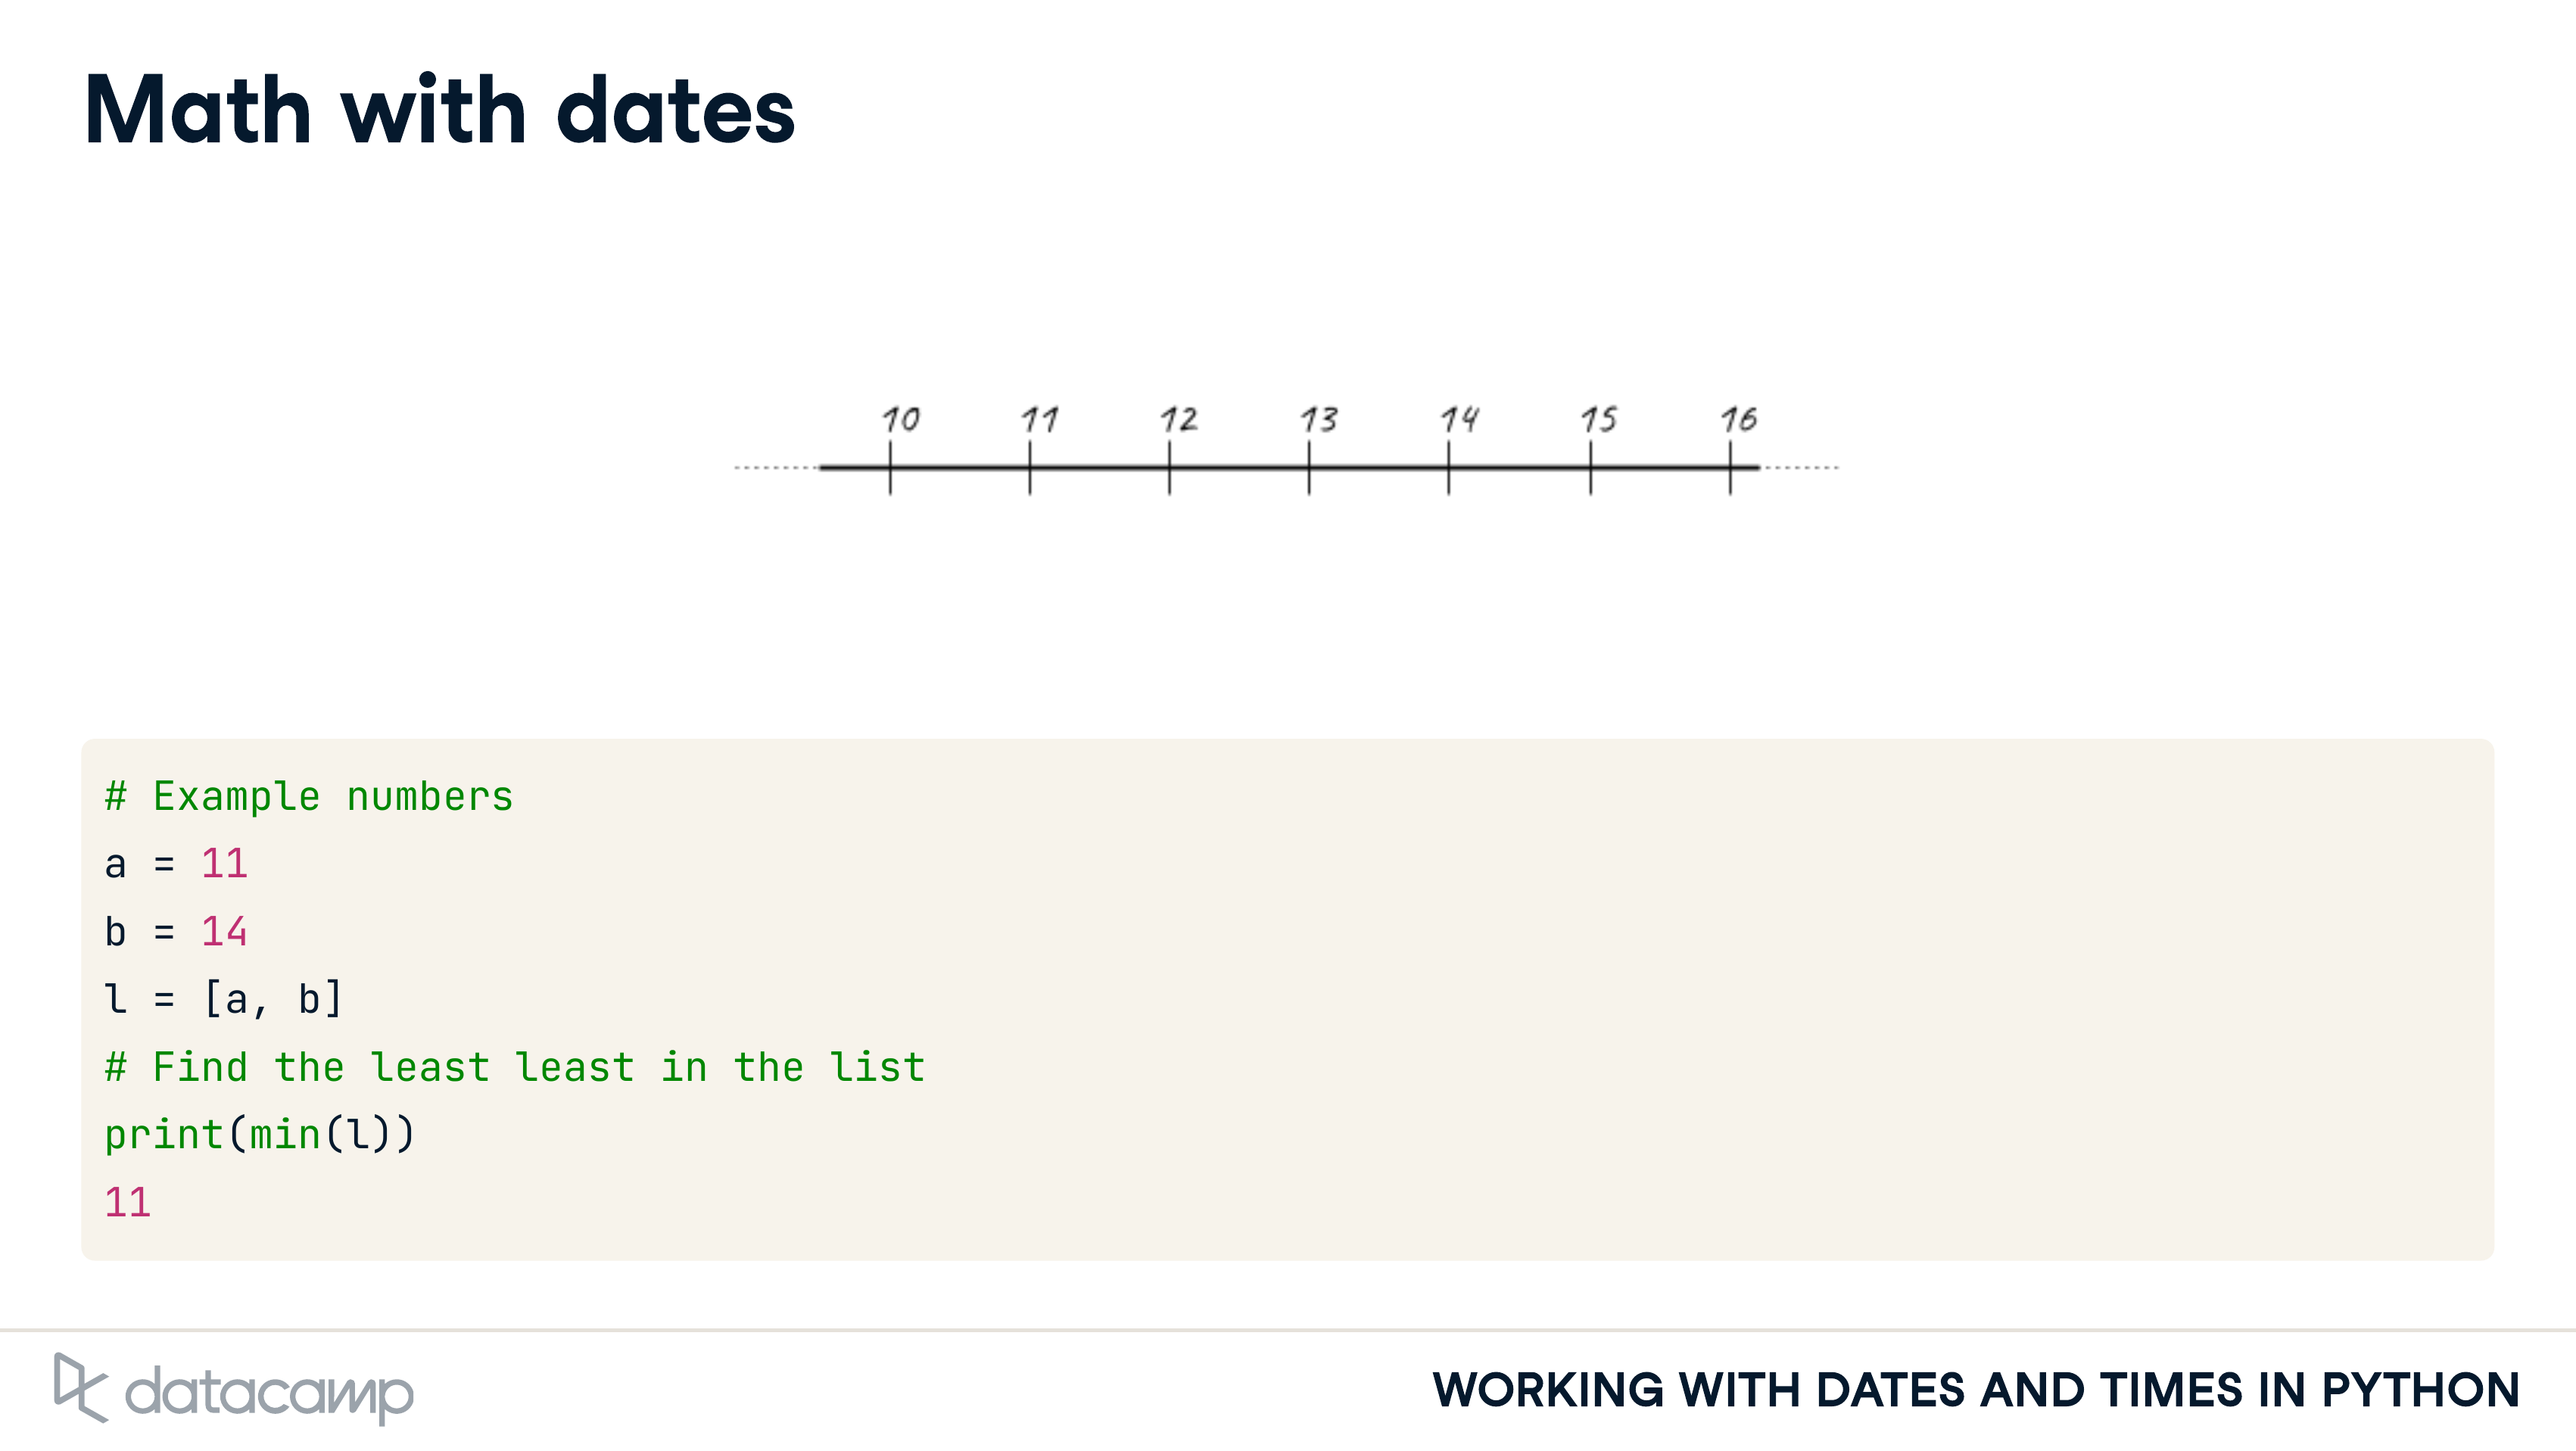 Math with dates
10 11 12 13 14 15 16
# Example numbers
a = 11
b = 14
l = [a, b]
# Find the least least in the list
print(min(l))
11
datacamp
WORKING WITH DATES AND TIMES IN PYTHON